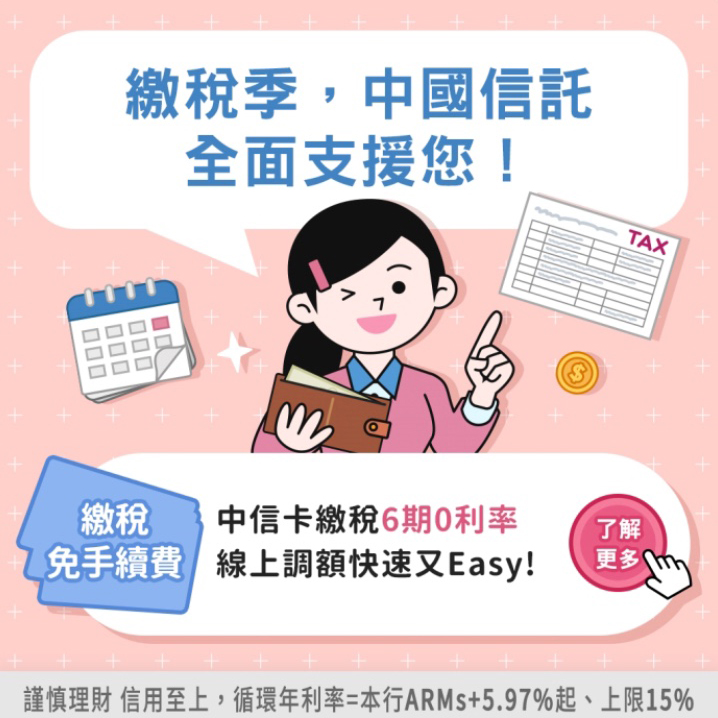 繳稅季，中國信託
全面支援您！
TAX
繳稅
免手續費
中信卡繳稅6期0利率
線上調額快速又Easy!
了解
更多
謹慎理財 信用至上，循環年利率=本行ARMs+5.97%起、上限15%